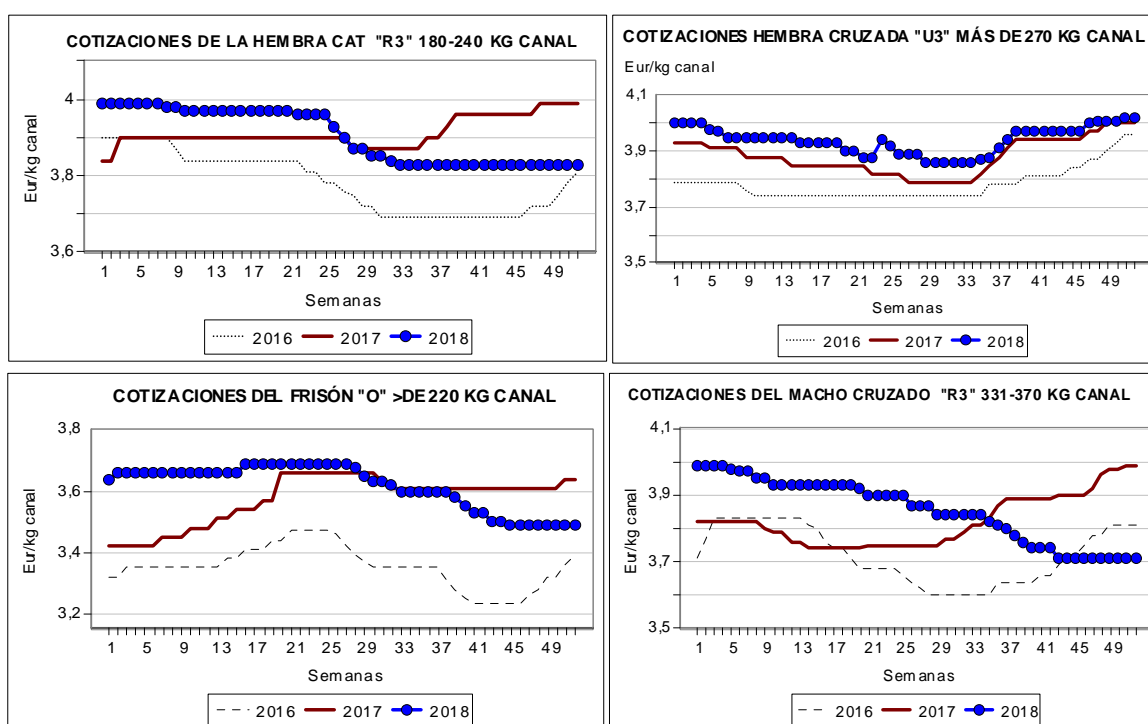 COTIZACIONES DE LA HEMBRA CAT "R3" 180-240 KG CANAL
Eur/kg canal
4
3,8
3,6
1 5 9 13 17 21 25 29 33 37 41 45 49
Semanas
2016 2017 2018
COTIZACIONES HEMBRA CRUZADA "U3" MÁS DE 270 KG CANAL
Eur/kg canal
4,1
3,9
3,7
3,5
1 5 9 13 17 21 25 29 33 37 41 45 49
Semanas
2016 2017 2018
COTIZACIONES DEL FRISÓN "O" >DE 220 KG CANAL
Eur/kg canal
3,8
3,6
3,4
3,2
1 5 9 13 17 21 25 29 33 37 41 45 49
Semanas
2016 2017 2018
COTIZACIONES DEL MACHO CRUZADO "R3" 331-370 KG CANAL
Eur/kg canal
4,1
3,9
3,7
3,5
1 5 9 13 17 21 25 29 33 37 41 45 49
Semanas
2016 2017 2018